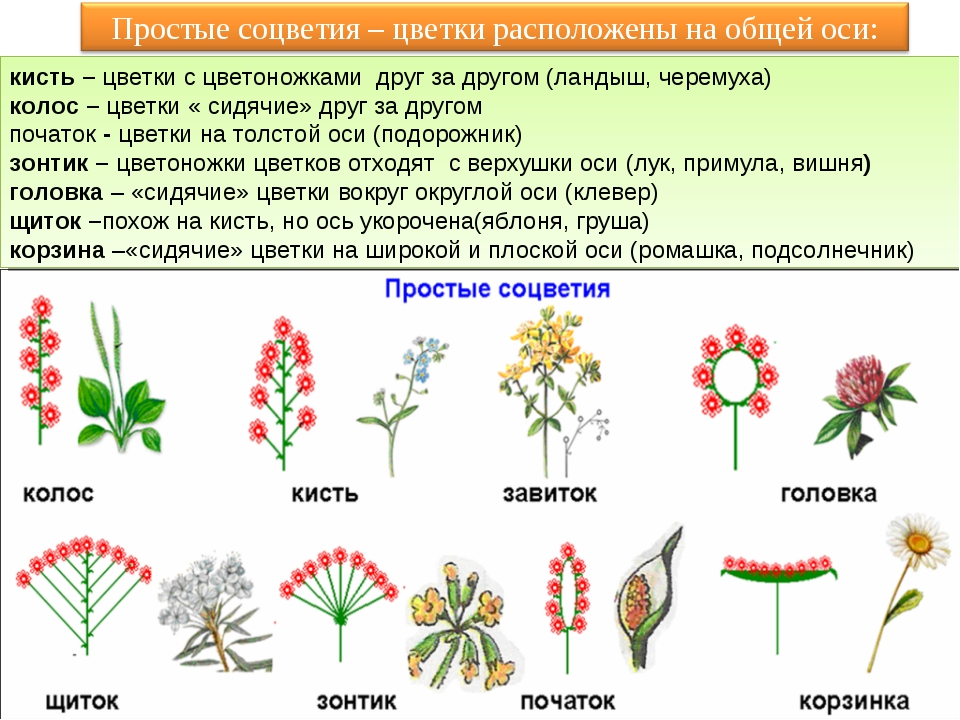 Простые соцветия – цветки расположены на общей оси:
кисть – цветки с цветоножками друг за другом (ландыш, черемуха)
колос – цветки « сидячие» друг за другом
початок - цветки на толстой оси (подорожник)
зонтик – цветоножки цветков отходят с верхушки оси (лук, примула, вишня)
головка – «сидячие» цветки вокруг округлой оси (клевер)
щиток –похож на кисть, но ось укорочена(яблоня, груша)
корзина –«сидячие» цветки на широкой и плоской оси (ромашка, подсолнечник)
Простые соцветия
колос кисть завиток головка
щиток зонтик початок корзинка